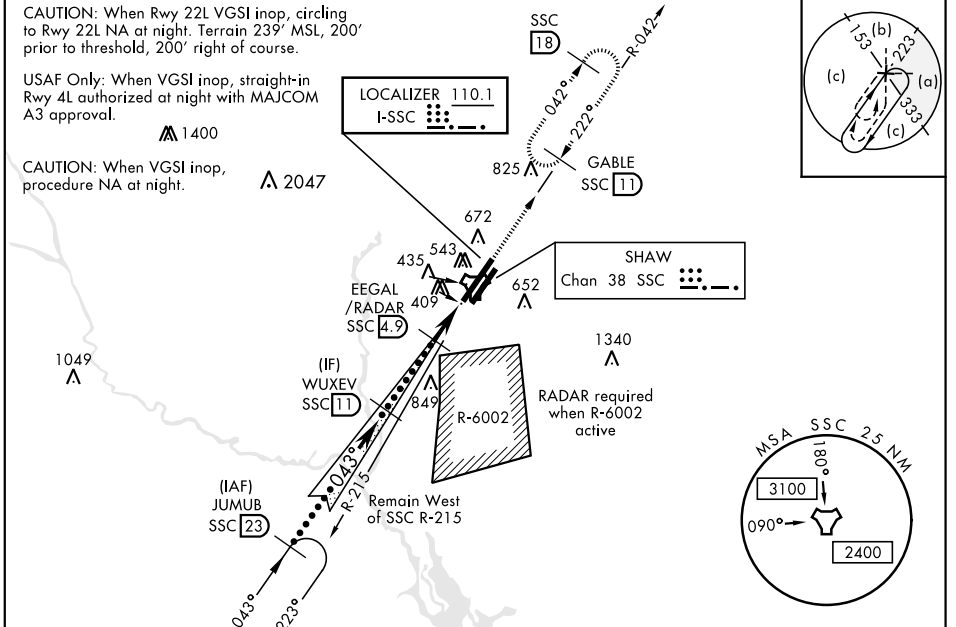 CAUTION: When Rwy 22L VGSI inop, circling
to Rwy 22L NA at night. Terrain 239' MSL, 200'
prior to threshold, 200' right of course.
USAF Only: When VGSI inop, straight-in
Rwy 4L authorized at night with MAJCOM
A3 approval.
1400
CAUTION: When VGSI inop,
procedure NA at night.
2047
LOCALIZER 110.1
I-SSC
SSC
18
R-042
042°
222°
825
GABLE
SSC 11
153
(b)
223
(c)
(a)
333
(c)
672
543
435
409
EEGAL
/RADAR
SSC 4.9
SHAW
Chan 38 SSC
652
1340
1049
(IF)
WUXEV
SSC 11
849
R-6002
RADAR required
when R-6002
active
043°
R-215
Remain West
of SSC R-215
(IAF)
JUMUB
SSC 23
043°
223°
MSA SSC 25 NM
180°
3100
090°
2400